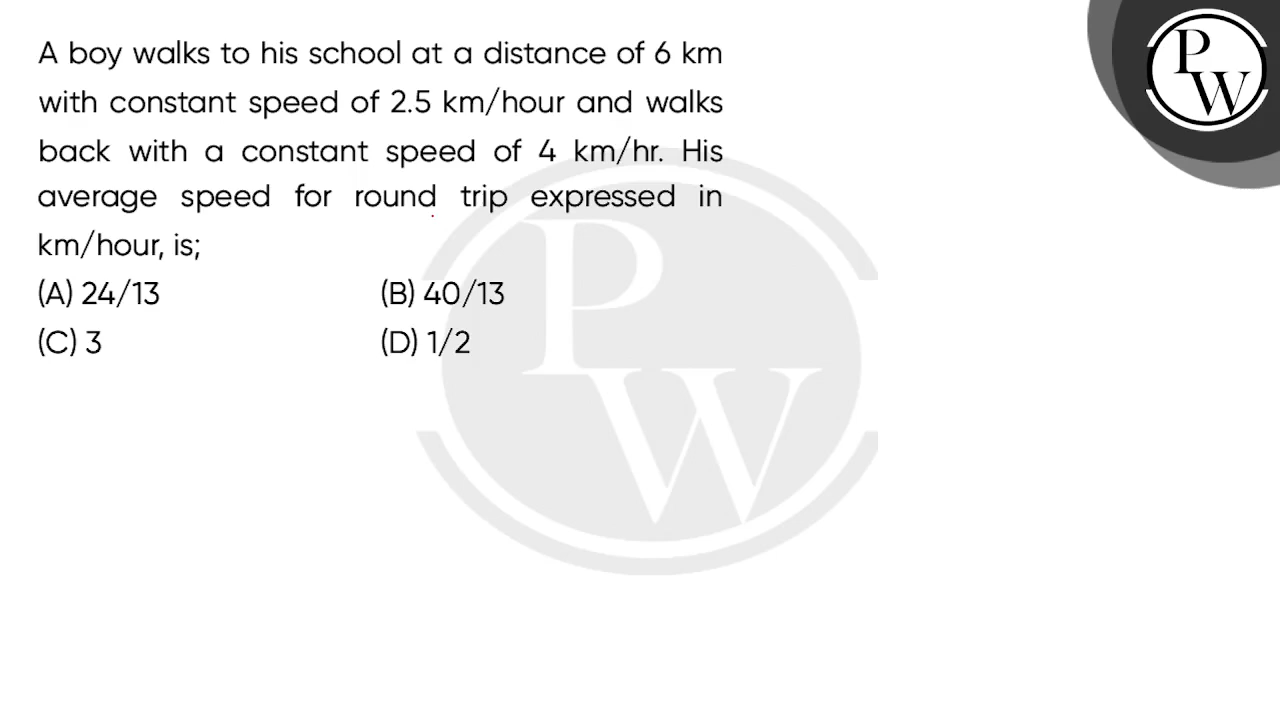 A boy walks to his school at a distance of 6 km
with constant speed of 2.5 km/hour and walks
back with a constant speed of 4 km/hr. His
average speed for round trip expressed in
km/hour, is;
(A) 24/13 (B) 40/13
(C) 3 (D) 1/2
P
W
P
W